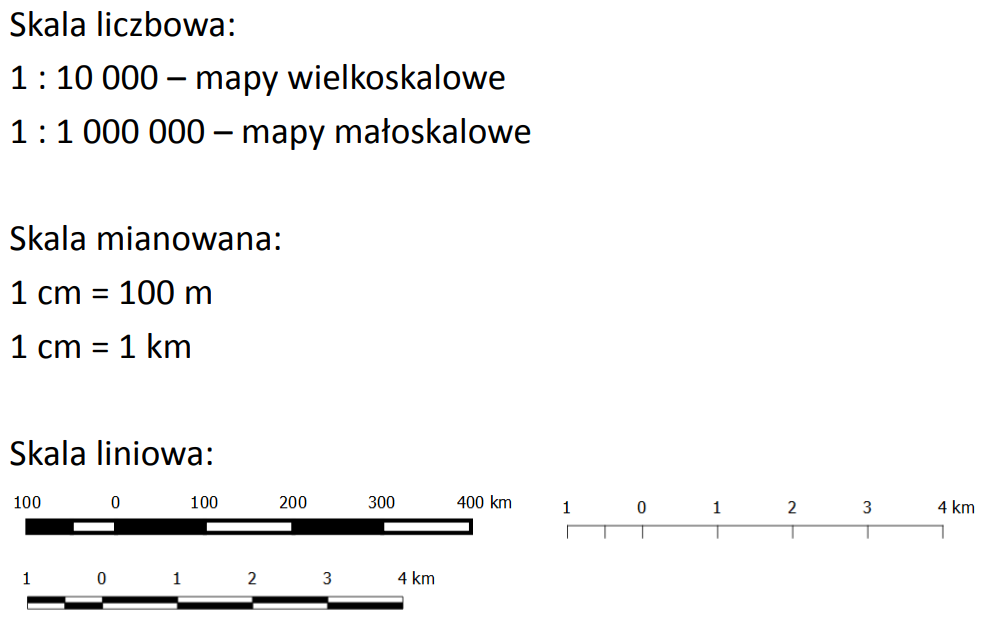 Skala liczbowa:
1 : 10 000 – mapy wielkoskalowe
1 : 1 000 000 – mapy małoskalowe
Skala mianowana:
1 cm = 100 m
1 cm = 1 km
Skala liniowa:
100 0 100 200 300 400 km
1 0 1 2 3 4 km
1 0 1 2 3 4 km